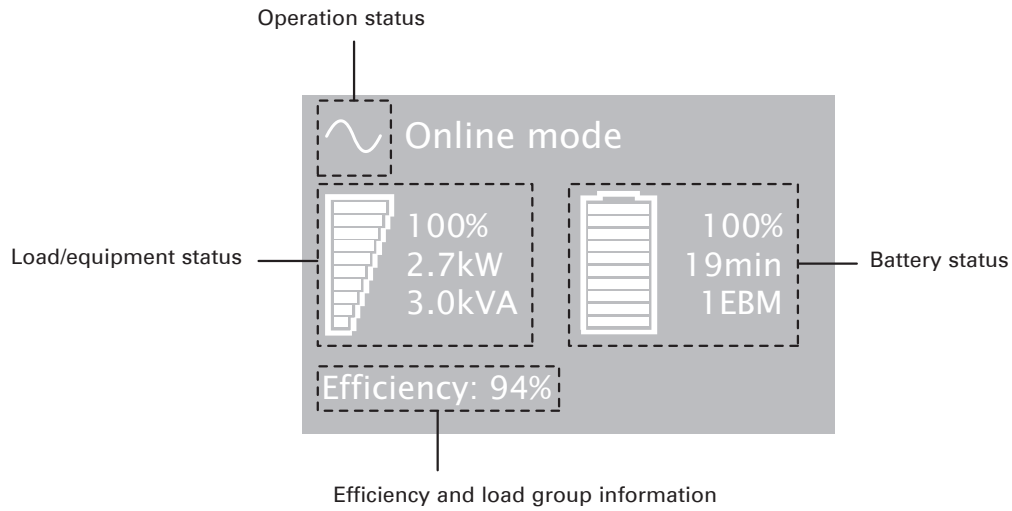 Operation status
Online mode
Load/equipment status
100%
2.7kW
3.0kVA
100%
19min
1EBM
Battery status
Efficiency: 94%
Efficiency and load group information